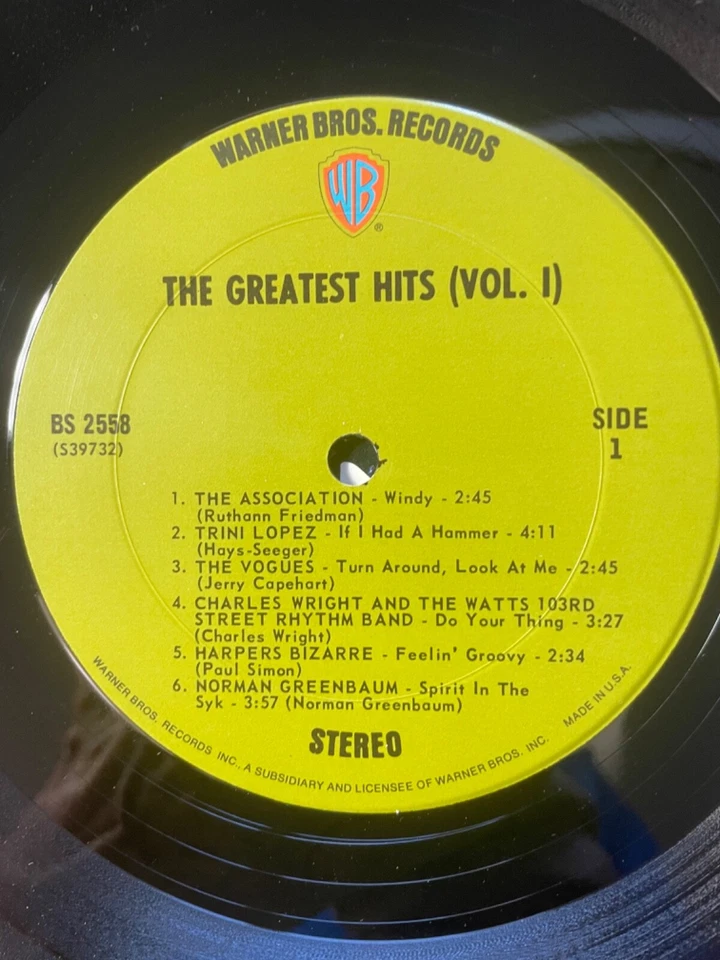 WARNER BROS. RECORDS
WB
®
THE GREATEST HITS (VOL. I)
BS 2558
(S39732)
SIDE
1
1. THE ASSOCIATION - Windy - 2:45
(Ruthann Friedman)
2. TRINI LOPEZ - If I Had A Hammer - 4:11
(Hays-Seeger)
3. THE VOGUES - Turn Around, Look At Me - 2:45
(Jerry Capehart)
4. CHARLES WRIGHT AND THE WATTS 103RD
STREET RHYTHM BAND - Do Your Thing - 3:27
(Charles Wright)
5. HARPERS BIZARRE - Feelin' Groovy - 2:34
(Paul Simon)
6. NORMAN GREENBAUM - Spirit In The
Syk - 3:57 (Norman Greenbaum)
STEREO
WARNER BROS. RECORDS INC., A SUBSIDIARY AND LICENSEE OF WARNER BROS. INC. MADE IN U.S.A.